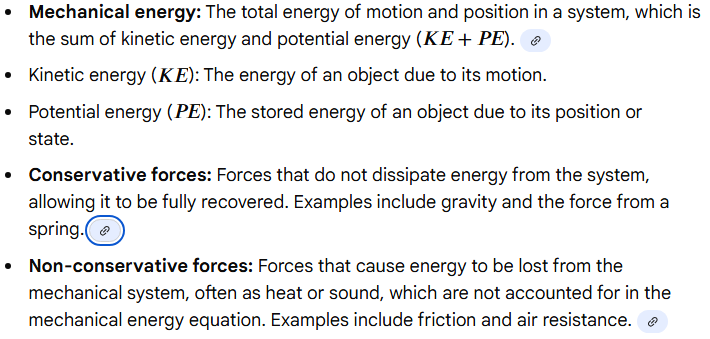 • Mechanical energy: The total energy of motion and position in a system, which is
the sum of kinetic energy and potential energy (KE + PE).
• Kinetic energy (KE): The energy of an object due to its motion.
• Potential energy (PE): The stored energy of an object due to its position or
state.
• Conservative forces: Forces that do not dissipate energy from the system,
allowing it to be fully recovered. Examples include gravity and the force from a
spring.
• Non-conservative forces: Forces that cause energy to be lost from the
mechanical system, often as heat or sound, which are not accounted for in the
mechanical energy equation. Examples include friction and air resistance.